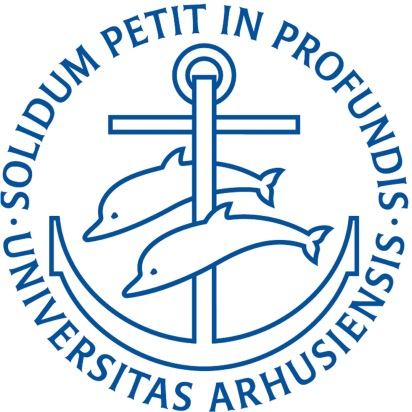 SOLIDUM PETIT IN PROFUNDIS
· UNIVERSITAS ARHUSIENSIS ·